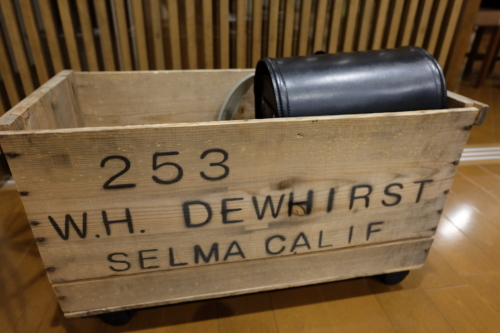 253
W.H. DEWHIRST
SELMA CALIF